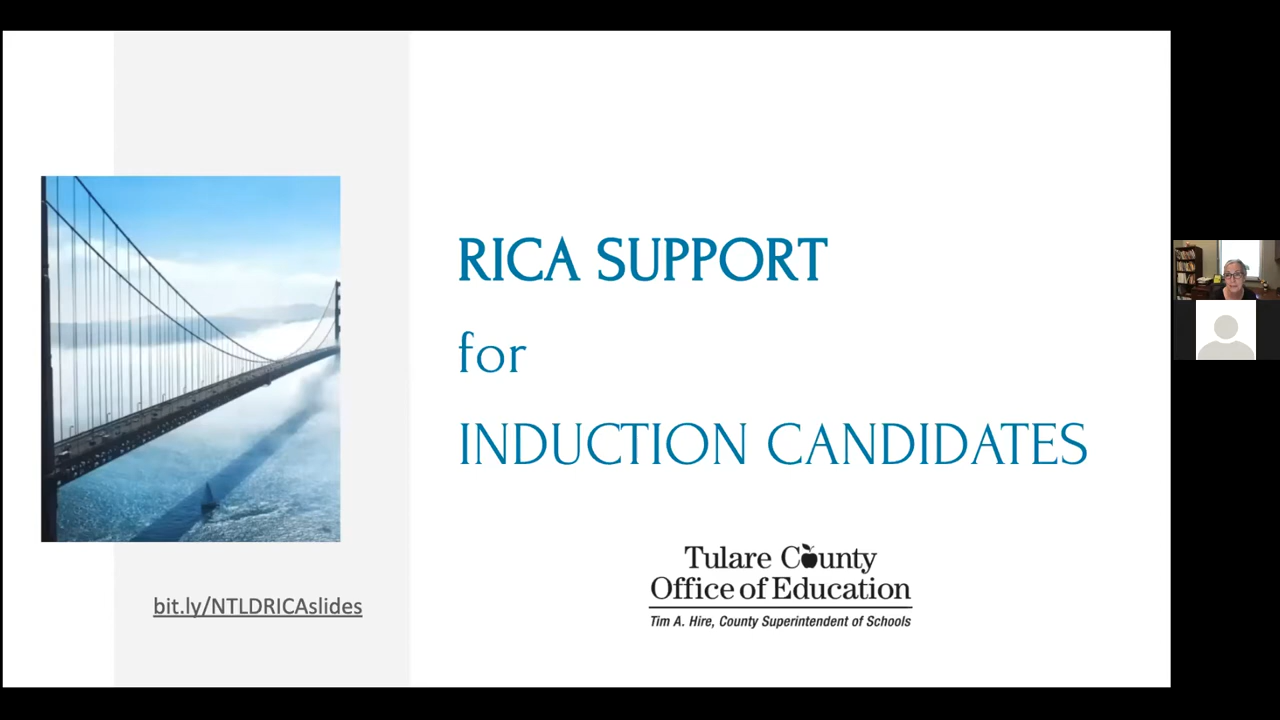 RICA SUPPORT
for
INDUCTION CANDIDATES
Tulare County
Office of Education
Tim A. Hire, County Superintendent of Schools
bit.ly/NTLDRICAslides